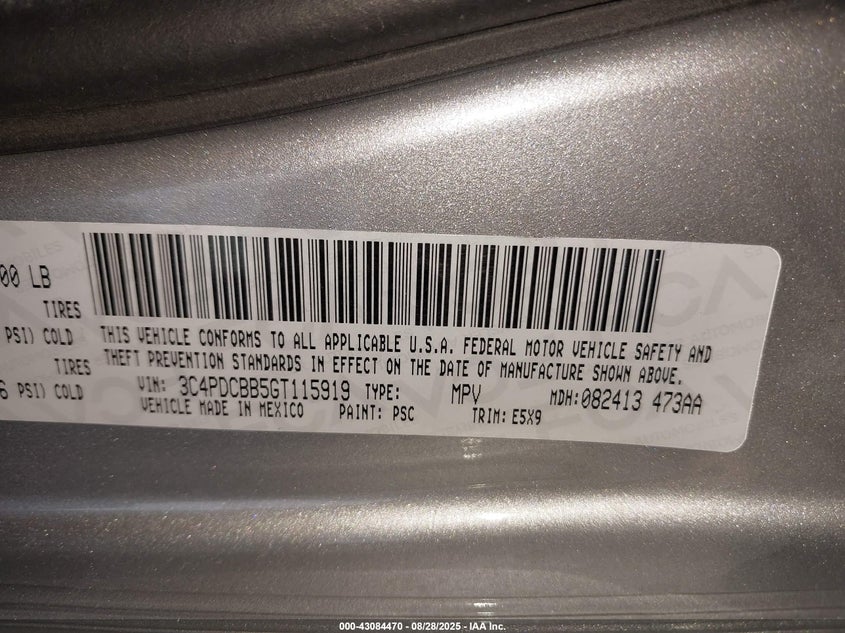 00 LB
TIRES
PSI) COLD
TIRES
6 PSI) COLD
THIS VEHICLE CONFORMS TO ALL APPLICABLE U.S.A. FEDERAL MOTOR VEHICLE SAFETY AND
THEFT PREVENTION STANDARDS IN EFFECT ON THE DATE OF MANUFACTURE SHOWN ABOVE.
VIN: 3C4PDCBB5GT115919 TYPE: MPV MDH:082413 473AA
VEHICLE MADE IN MEXICO PAINT: PSC TRIM: E5X9
000-43084470 - 08/28/2025 - IAA Inc.